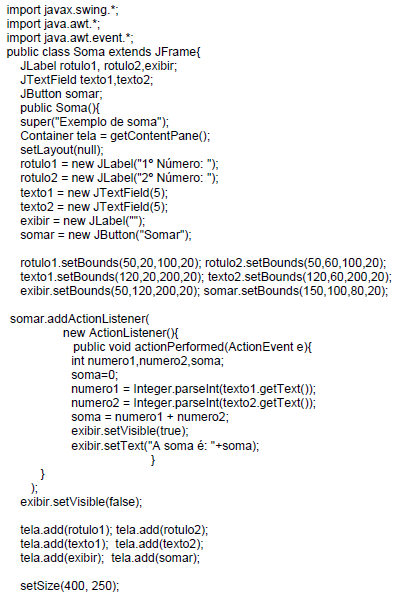 import javax.swing.*;
import java.awt.*;
import java.awt.event.*;
public class Soma extends JFrame{
JLabel rotulo1, rotulo2,exibir;
JTextField texto1,texto2;
JButton somar;
public Soma(){
super("Exemplo de soma");
Container tela = getContentPane();
setLayout(null);
rotulo1 = new JLabel("1º Número: ");
rotulo2 = new JLabel("2º Número: ");
texto1 = new JTextField(5);
texto2 = new JTextField(5);
exibir = new JLabel("");
somar = new JButton("Somar");
rotulo1.setBounds(50,20,100,20); rotulo2.setBounds(50,60,100,20);
texto1.setBounds(120,20,200,20); texto2.setBounds(120,60,200,20);
exibir.setBounds(50,120,200,20); somar.setBounds(150,100,80,20);
somar.addActionListener(
new ActionListener(){
public void actionPerformed(ActionEvent e){
int numero1,numero2,soma;
soma=0;
numero1 = Integer.parseInt(texto1.getText());
numero2 = Integer.parseInt(texto2.getText());
soma = numero1 + numero2;
exibir.setVisible(true);
exibir.setText("A soma é: "+soma);
}
}
);
exibir.setVisible(false);
tela.add(rotulo1); tela.add(rotulo2);
tela.add(texto1); tela.add(texto2);
tela.add(exibir); tela.add(somar);
setSize(400, 250);